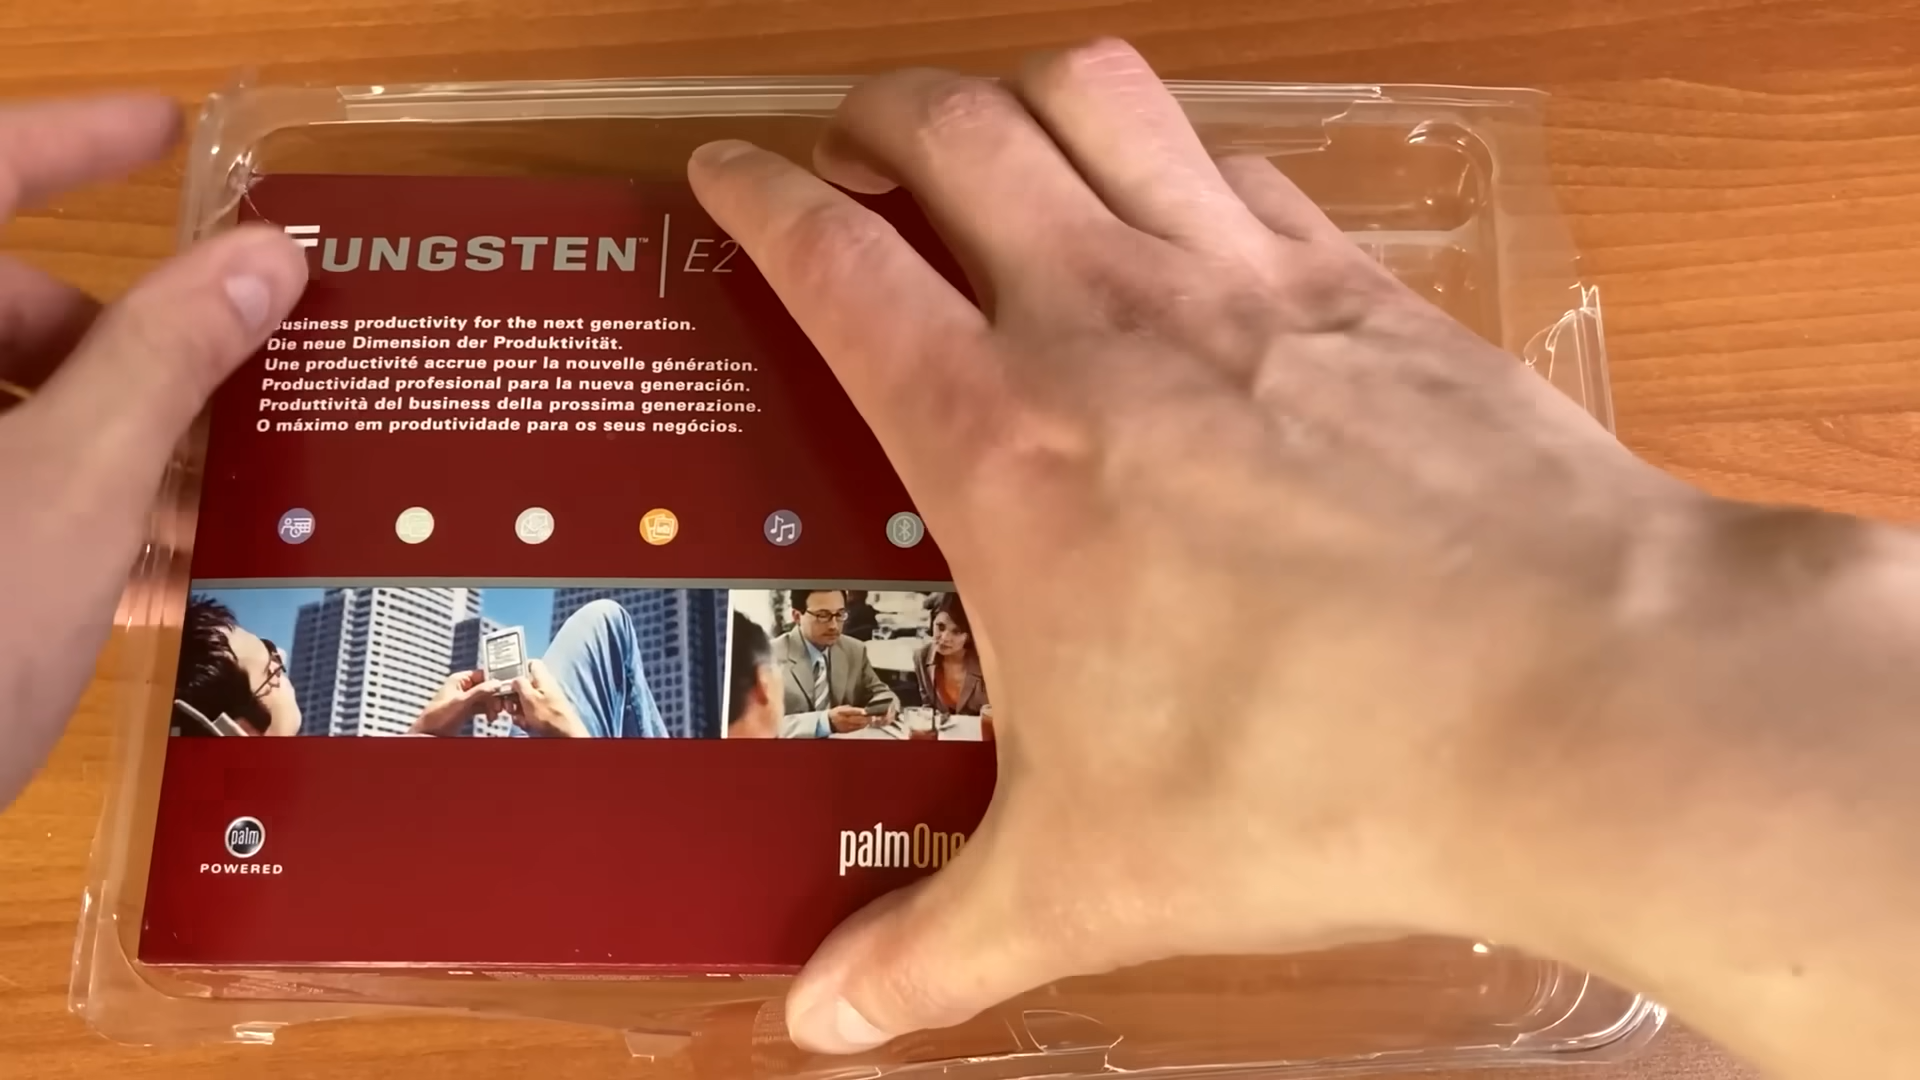 TUNGSTEN™ | E2
Business productivity for the next generation.
Die neue Dimension der Produktivität.
Une productivité accrue pour la nouvelle génération.
Productividad profesional para la nueva generación.
Produttività del business della prossima generazione.
O máximo em produtividade para os seus negócios.
palm
POWERED
palmOne